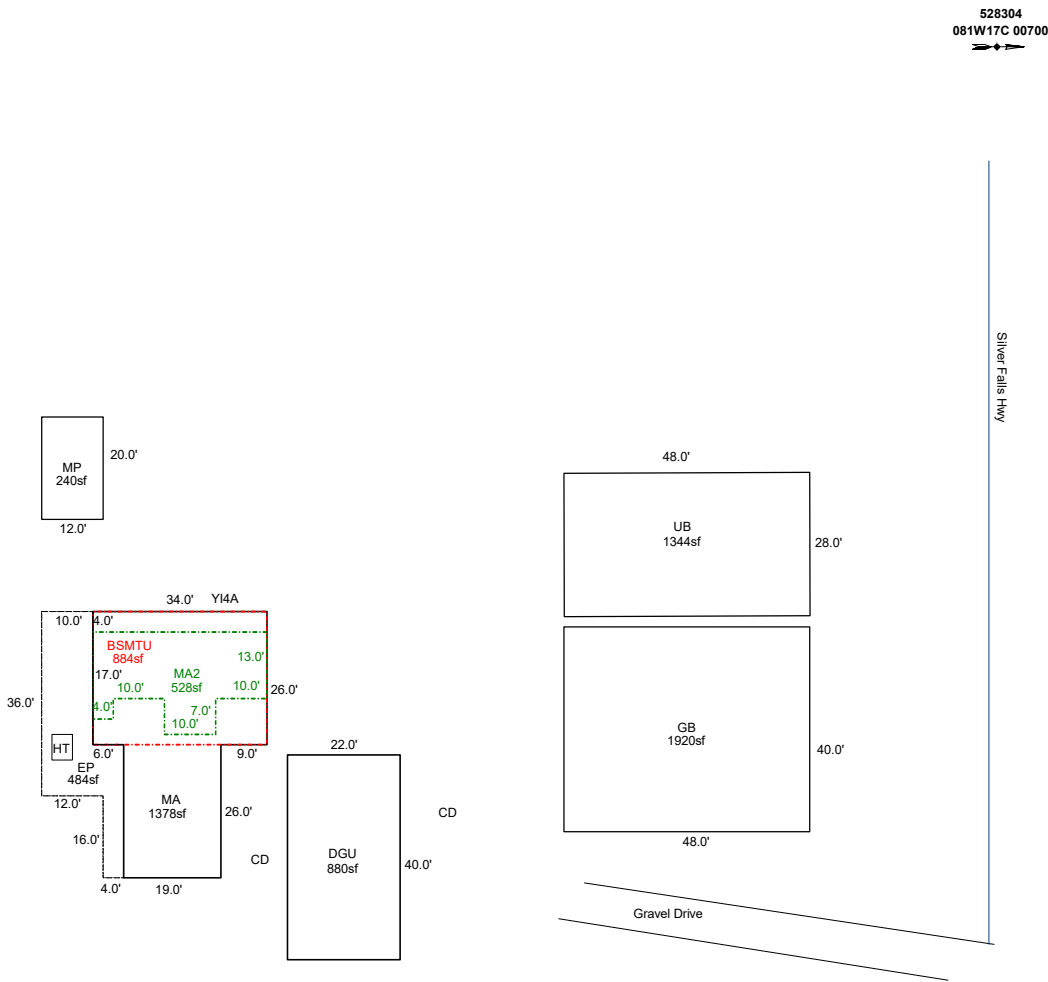 528304
081W17C 00700
Silver Falls Hwy
20.0'
MP
240sf
12.0'
48.0'
UB
1344sf
28.0'
34.0'
YI4A
10.0'
4.0'
BSMTU
884sf
13.0'
17.0'
MA2
528sf
10.0'
10.0'
26.0'
36.0'
4.0'
7.0'
10.0'
GB
1920sf
40.0'
HT
6.0'
9.0'
22.0'
EP
484sf
12.0'
MA
1378sf
26.0'
CD
16.0'
CD
DGU
880sf
40.0'
48.0'
4.0'
19.0'
Gravel Drive